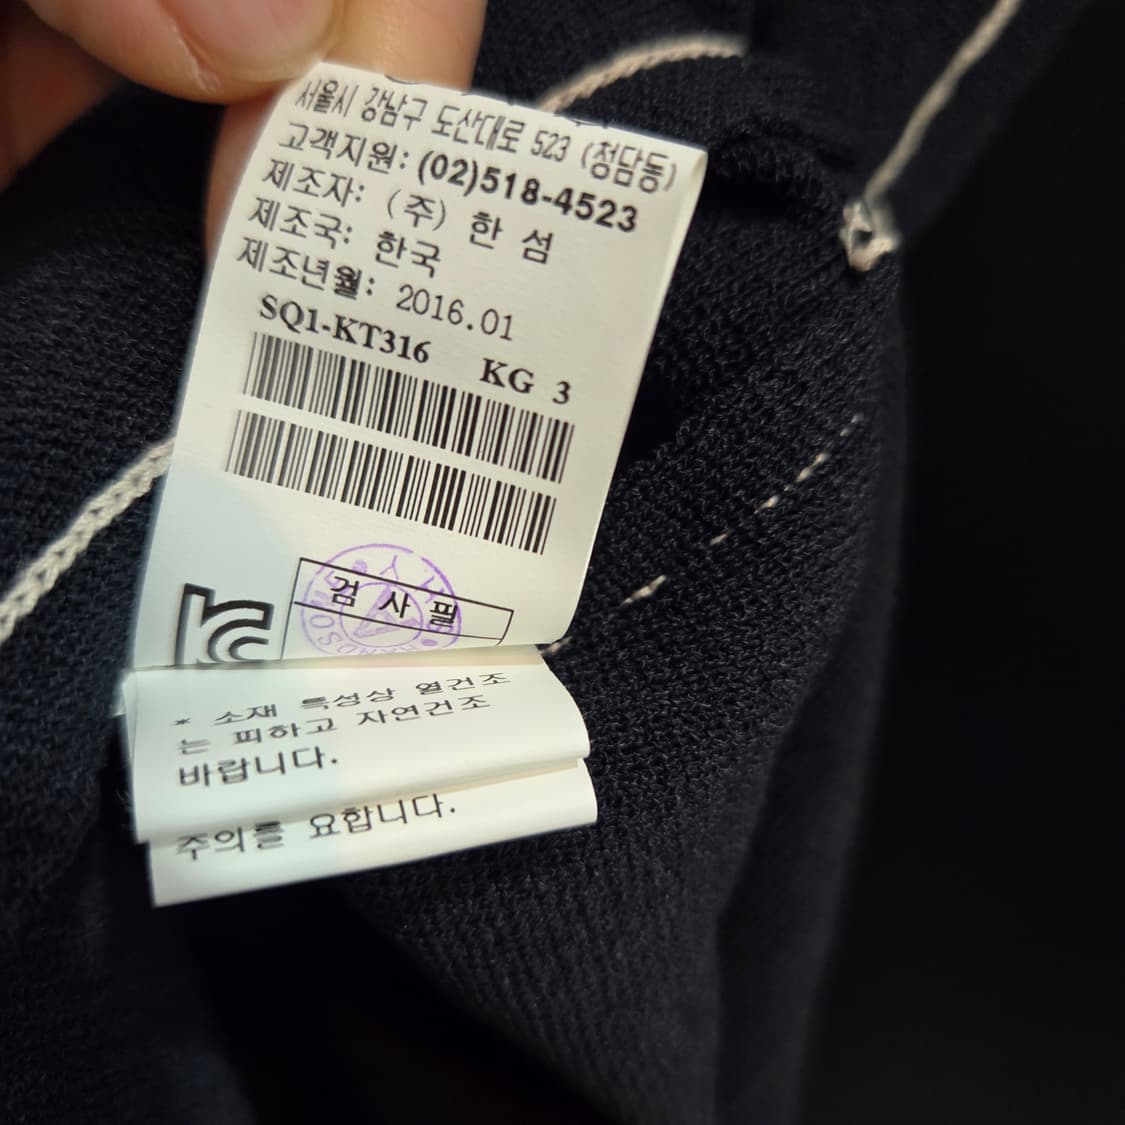 서울시 강남구 도산대로 523 (청담동)
고객지원: (02)518-4523
제조자: (주) 한 섬
제조국: 한국
제조년월: 2016.01
SQ1-KT316 KG 3
검 사 필
HANDSOME
* 소재 특성상 열건조
는 피하고 자연건조
바랍니다.
주의를 요합니다.